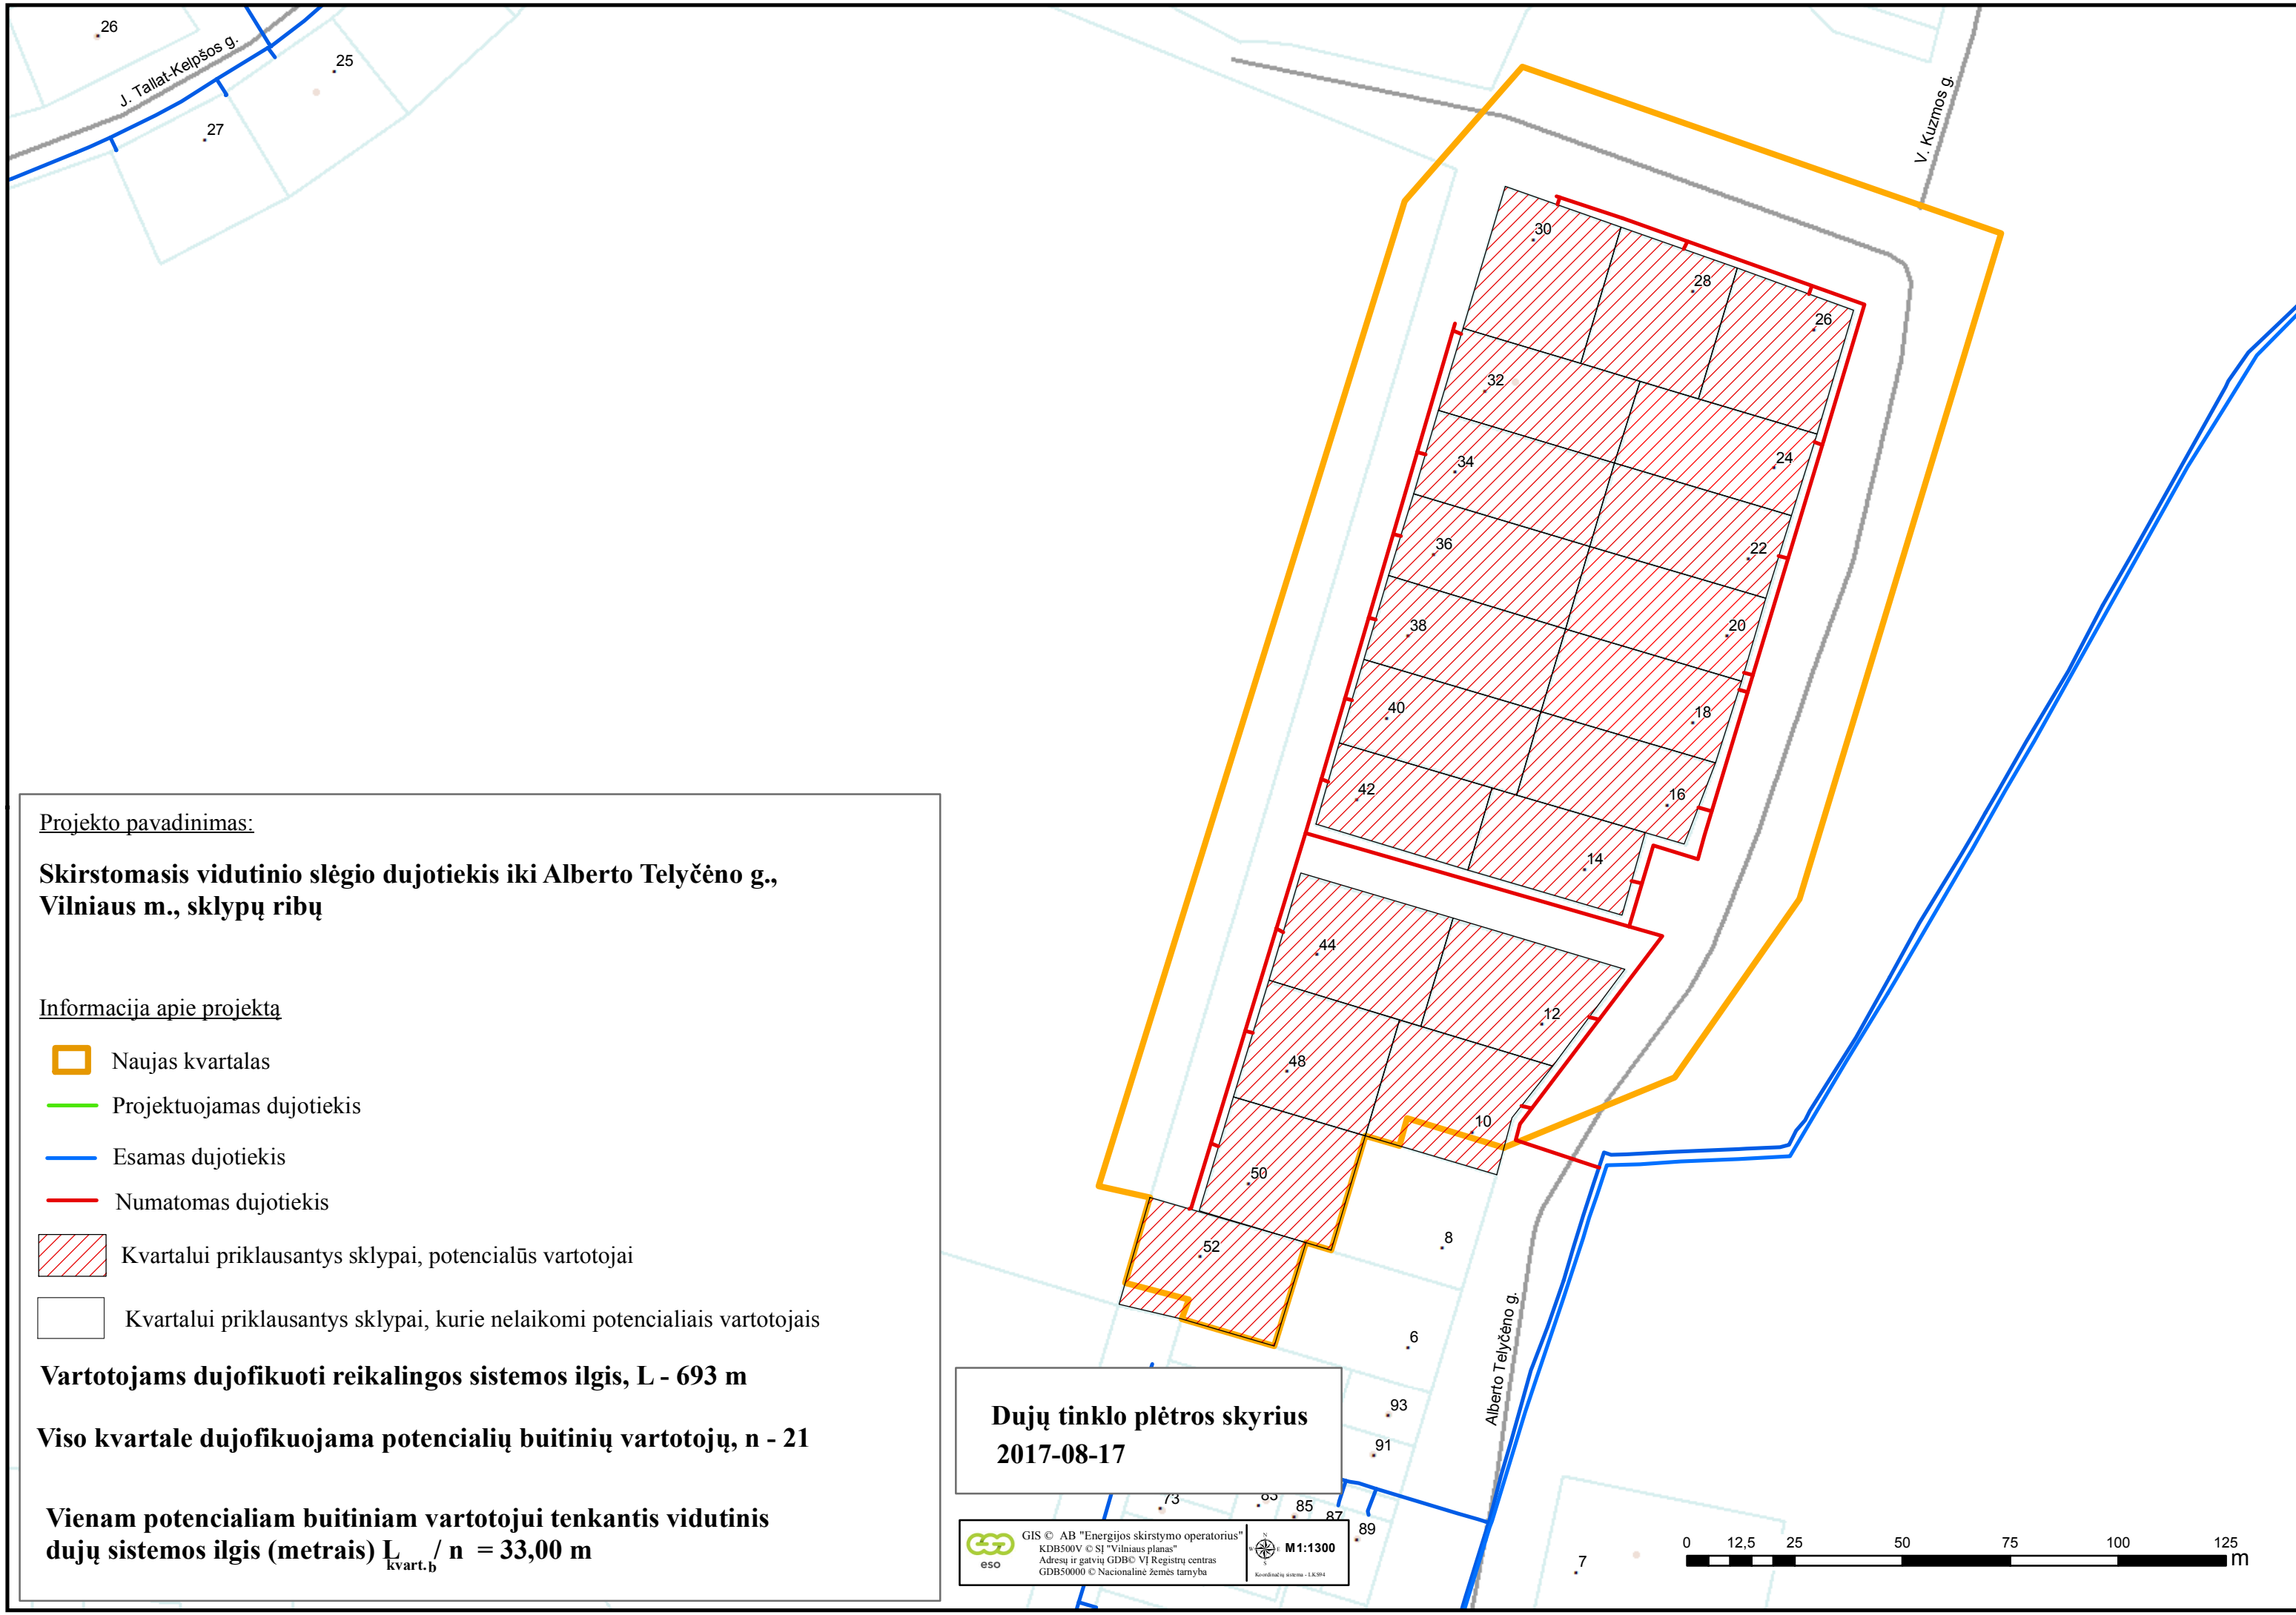 26
J. Tallat-Kelpšos g.
25
27
V. Kuzmos g.
30
28
26
32
24
34
22
36
20
38
18
40
16
42
14
44
12
48
10
50
8
52
6
Alberto Telyčėno g.
93
91
73
85
87
89
7
Projekto pavadinimas:
Skirstomasis vidutinio slėgio dujotiekis iki Alberto Telyčėno g.,
Vilniaus m., sklypų ribų
Informacija apie projektą
Naujas kvartalas
Projektuojamas dujotiekis
Esamas dujotiekis
Numatomas dujotiekis
Kvartalui priklausantys sklypai, potencialūs vartotojai
Kvartalui priklausantys sklypai, kurie nelaikomi potencialiais vartotojais
Vartotojams dujofikuoti reikalingos sistemos ilgis, L - 693 m
Viso kvartale dujofikuojama potencialių buitinių vartotojų, n - 21
Vienam potencialiam buitiniam vartotojui tenkantis vidutinis
dujų sistemos ilgis (metrais) L kvart.b / n = 33,00 m
Dujų tinklo plėtros skyrius
2017-08-17
eso
GIS © AB "Energijos skirstymo operatorius"
KDB500V © SĮ "Vilniaus planas"
Adresų ir gatvių GDB© VĮ Registrų centras
GDB50000 © Nacionalinė žemės tarnyba
N
W E
S
M1:1300
Koordinačių sistema - LKS94
0 12,5 25 50 75 100 125
m